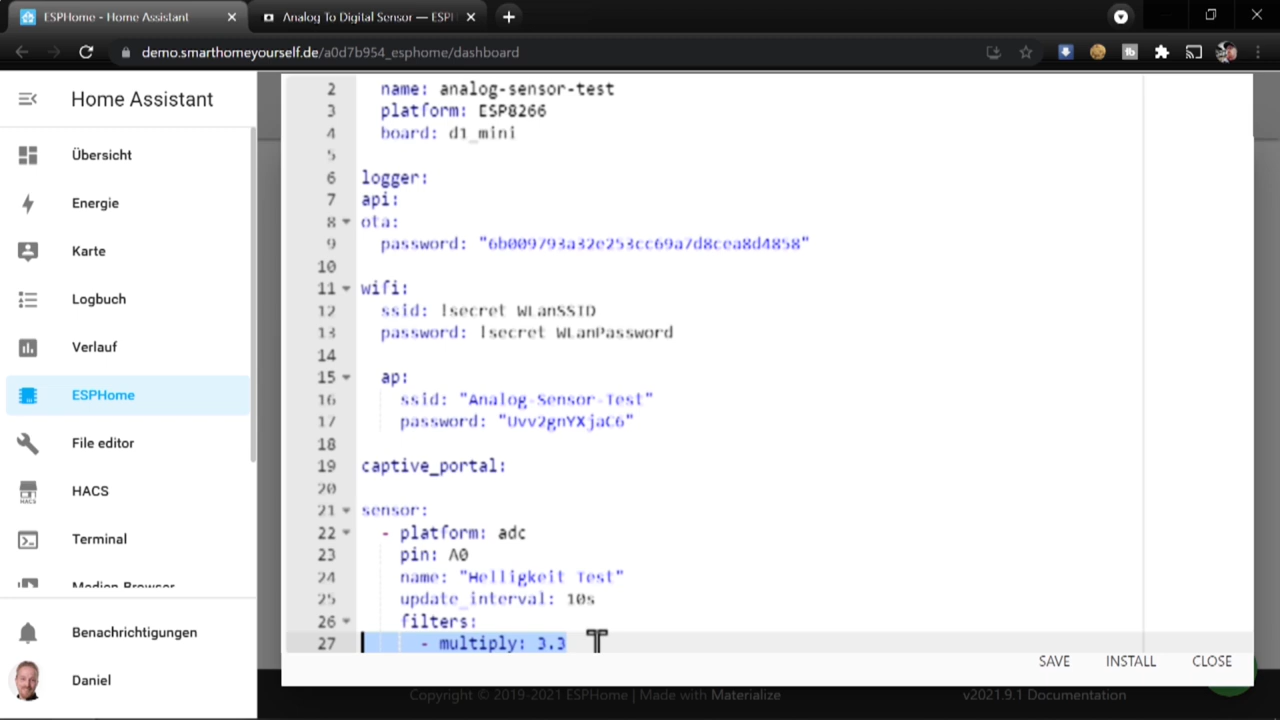 ESPHome - Home Assistant
Analog To Digital Sensor — ESPH
demo.smarthomeyourself.de/a0d7b954_esphome/dashboard
Home Assistant
Übersicht
Energie
Karte
Logbuch
Verlauf
ESPHome
File editor
HACS
Terminal
Medien Browser
Benachrichtigungen
Daniel
2 name: analog-sensor-test
3 platform: ESP8266
4 board: d1_mini
5
6 logger:
7 api:
8 ota:
9 password: "6b009793a32e253cc69a7d8cea8d4858"
10
11 wifi:
12 ssid: !secret WLanSSID
13 password: !secret WLanPassword
14
15 ap:
16 ssid: "Analog-Sensor-Test"
17 password: "Uvv2gnYXjaC6"
18
19 captive_portal:
20
21 sensor:
22 - platform: adc
23 pin: A0
24 name: "Helligkeit Test"
25 update_interval: 10s
26 filters:
27 - multiply: 3.3
SAVE INSTALL CLOSE
Copyright © 2019-2021 ESPHome | Made with Materialize
v2021.9.1 Documentation